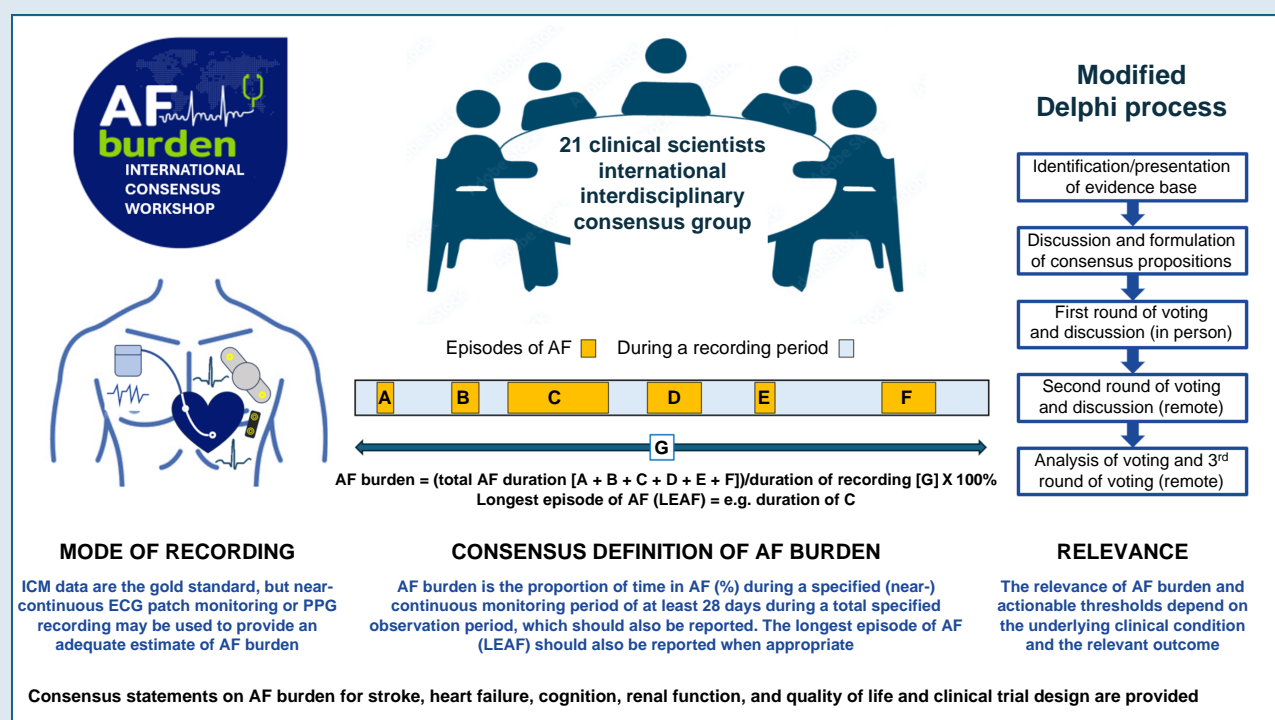 AF
burden
INTERNATIONAL
CONSENSUS
WORKSHOP
21 clinical scientists
international
interdisciplinary
consensus group
Modified
Delphi process
Identification/presentation
of evidence base
Discussion and formulation
of consensus propositions
First round of voting
and discussion (in person)
Second round of voting
and discussion (remote)
Analysis of voting and 3rd
round of voting (remote)
Episodes of AF During a recording period
A B C D E F
G
AF burden = (total AF duration [A + B + C + D + E + F])/duration of recording [G] X 100%
Longest episode of AF (LEAF) = e.g. duration of C
MODE OF RECORDING
ICM data are the gold standard, but near-
continuous ECG patch monitoring or PPG
recording may be used to provide an
adequate estimate of AF burden
CONSENSUS DEFINITION OF AF BURDEN
AF burden is the proportion of time in AF (%) during a specified (near-)
continuous monitoring period of at least 28 days during a total specified
observation period, which should also be reported. The longest episode of AF
(LEAF) should also be reported when appropriate
RELEVANCE
The relevance of AF burden and
actionable thresholds depend on
the underlying clinical condition
and the relevant outcome
Consensus statements on AF burden for stroke, heart failure, cognition, renal function, and quality of life and clinical trial design are provided